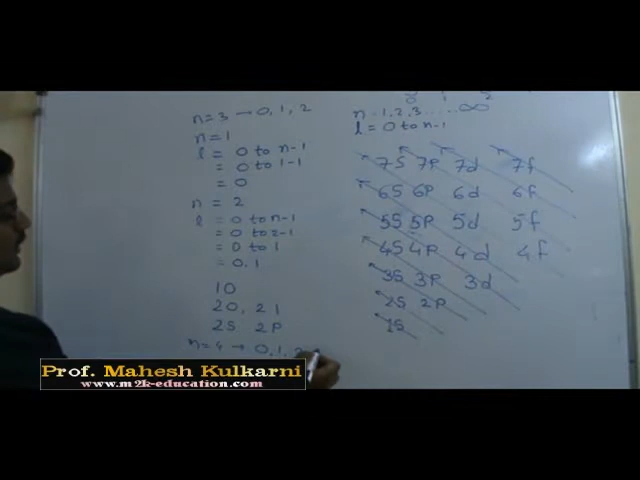 n=3 → 0, 1, 2
n=1
l = 0 to n-1
= 0 to 1-1
= 0
n = 2
l = 0 to n-1
= 0 to 2-1
= 0 to 1
= 0, 1
10
20, 21
2S 2P
n=4 → 0, 1, 2
n - 1, 2, 3 ..... ∞
l = 0 to n-1
7S 7P 7d 7f
6S 6P 6d 6f
5S 5P 5d 5f
4S 4P 4d 4f
3S 3P 3d
2S 2P
1S
Prof. Mahesh Kulkarni
www.m2k-education.com